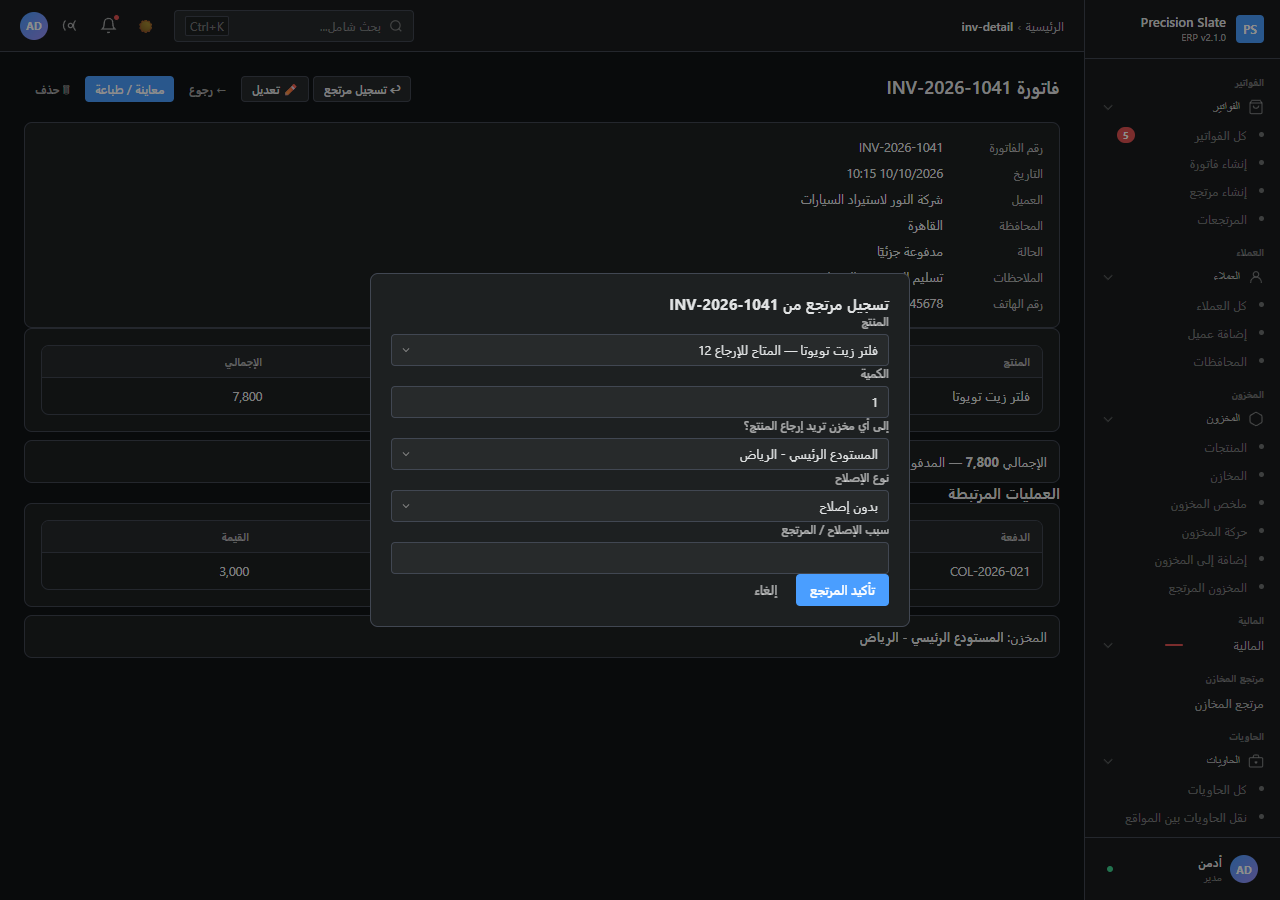 Precision Slate
ERP v2.1.0
PS
الرئيسية › inv-detail
بحث شامل...
Ctrl+K
AD
الفواتير
الفواتير
كل الفواتير
5
إنشاء فاتورة
إنشاء مرتجع
المرتجعات
العملاء
العملاء
كل العملاء
إضافة عميل
المحافظات
المخزون
المخزون
المنتجات
المخازن
ملخص المخزون
حركة المخزون
إضافة إلى المخزون
المخزون المرتجع
المالية
المالية
مرتجع المخازن
مرتجع المخازن
الحاويات
الحاويات
كل الحاويات
نقل الحاويات بين المواقع
أدمن
مدير
AD
فاتورة INV-2026-1041
تسجيل مرتجع
تعديل
← رجوع
معاينة / طباعة
حذف
رقم الفاتورة INV-2026-1041
التاريخ 10/10/2026 10:15
العميل شركة النور لاستيراد السيارات
المحافظة القاهرة
الحالة مدفوعة جزئيًا
الملاحظات تسليم
رقم الهاتف 45678
المنتج
الإجمالي
فلتر زيت تويوتا
7,800
الإجمالي 7,800 — المدفو
العمليات المرتبطة
الدفعة
القيمة
COL-2026-021
3,000
المخزن: المستودع الرئيسي - الرياض
تسجيل مرتجع من INV-2026-1041
المنتج
فلتر زيت تويوتا — المتاح للإرجاع 12
الكمية
1
إلى أي مخزن تريد إرجاع المنتج؟
المستودع الرئيسي - الرياض
نوع الإصلاح
بدون إصلاح
سبب الإصلاح / المرتجع
تأكيد المرتجع
إلغاء